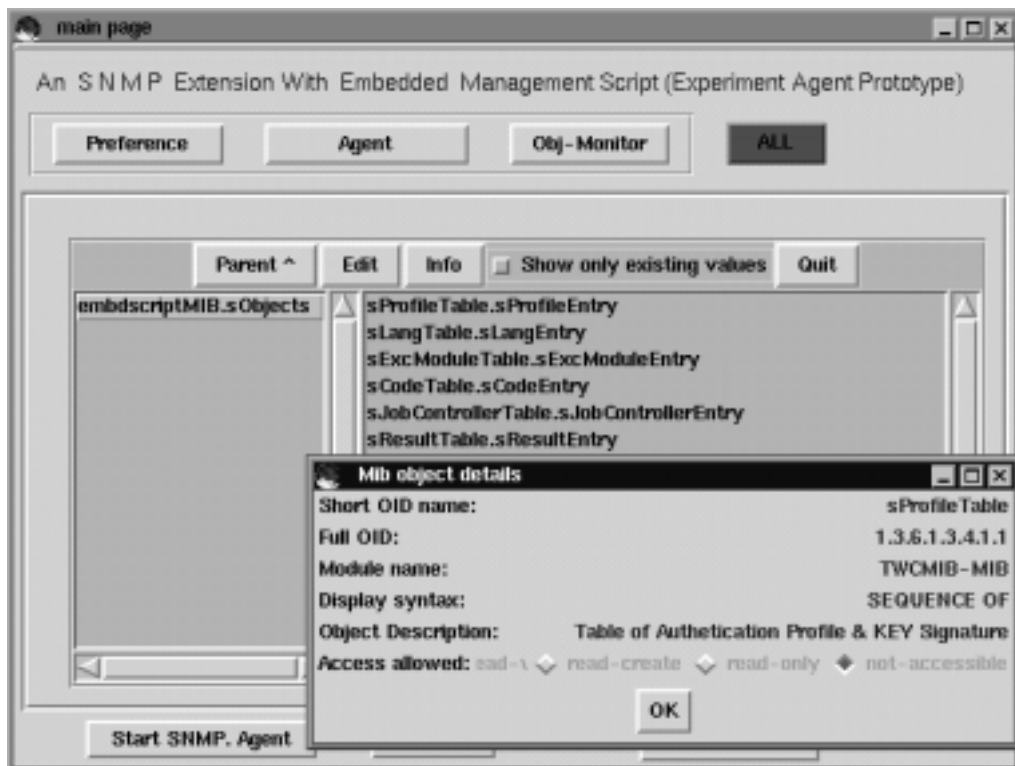 main page
An S N M P Extension With Embedded Management Script (Experiment Agent Prototype)
Preference Agent Obj-Monitor ALL
Parent ^ Edit Info Show only existing values Quit
embdscriptMIB.sObjects
sProfileTable.sProfileEntry
sLangTable.sLangEntry
sExcModuleTable.sExcModuleEntry
sCodeTable.sCodeEntry
sJobControllerTable.sJobControllerEntry
sResultTable.sResultEntry
Mib object details
Short OID name: sProfileTable
Full OID: 1.3.6.1.3.4.1.1
Module name: TWCMIB-MIB
Display syntax: SEQUENCE OF
Object Description: Table of Authetication Profile & KEY Signature
Access allowed: read-create read-only not-accessible
OK
Start SNMP. Agent